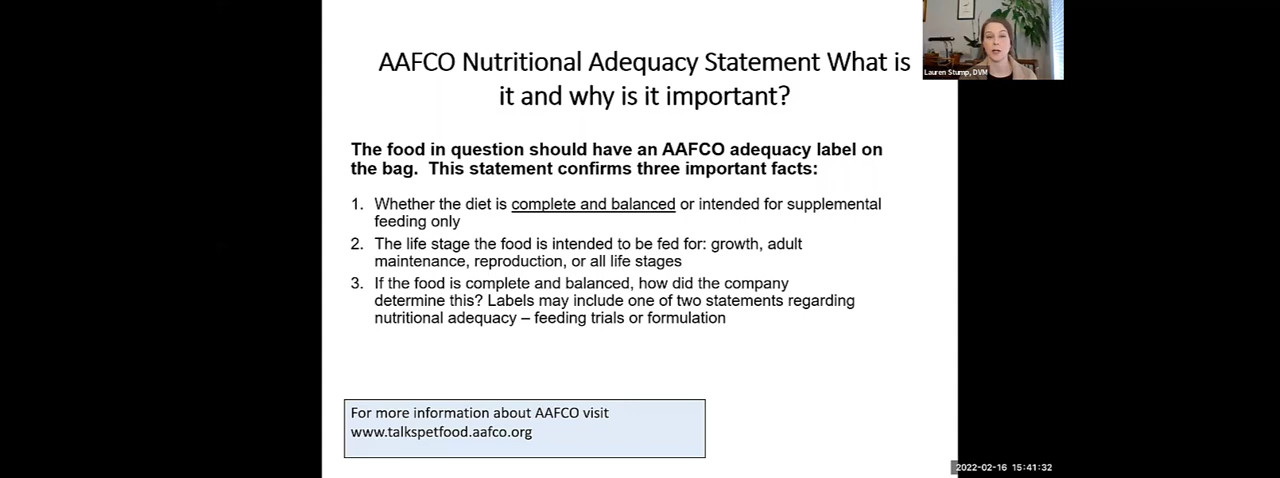 AAFCO Nutritional Adequacy Statement What is
it and why is it important?
Lauren Stump, DVM
The food in question should have an AAFCO adequacy label on
the bag. This statement confirms three important facts:
1. Whether the diet is complete and balanced or intended for supplemental
feeding only
2. The life stage the food is intended to be fed for: growth, adult
maintenance, reproduction, or all life stages
3. If the food is complete and balanced, how did the company
determine this? Labels may include one of two statements regarding
nutritional adequacy – feeding trials or formulation
For more information about AAFCO visit
www.talkspetfood.aafco.org
2022-02-16 15:41:32